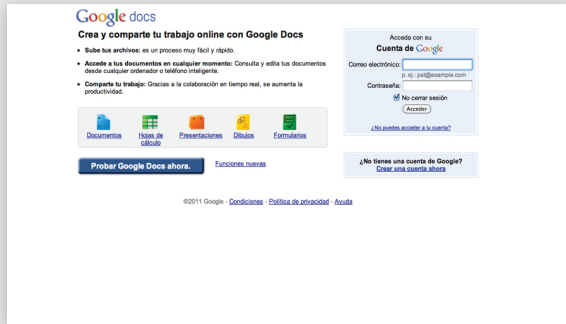 Google docs
Crea y comparte tu trabajo online con Google Docs
• Sube tus archivos: es un proceso muy fácil y rápido.
• Accede a tus documentos en cualquier momento: Consulta y edita tus documentos
desde cualquier ordenador o teléfono inteligente.
• Comparte tu trabajo: Gracias a la colaboración en tiempo real, se aumenta la
productividad.
Documentos
Hojas de
cálculo
Presentaciones
Dibujos
Formularios
Probar Google Docs ahora.
Funciones nuevas
Acceda con su
Cuenta de Google
Correo electrónico:
p. ej.: pat@example.com
Contraseña:
No cerrar sesión
Acceder
¿No puedes acceder a tu cuenta?
¿No tienes una cuenta de Google?
Crear una cuenta ahora
©2011 Google - Condiciones - Política de privacidad - Ayuda